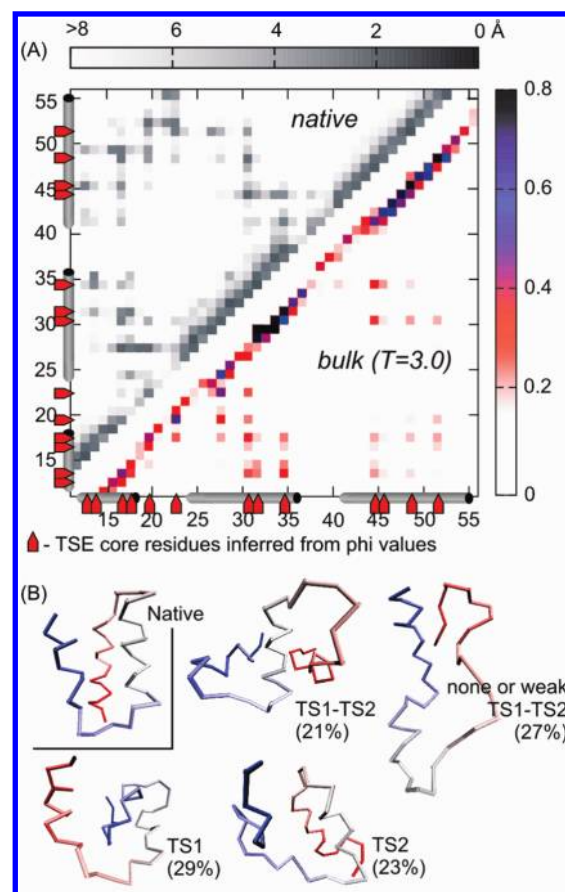 >8 6 4 2 0 Å
(A)
native
bulk (T=3.0)
55
50
45
40
35
30
25
20
15
15 20 25 30 35 40 45 50 55
0.8
0.6
0.4
0.2
0
- TSE core residues inferred from phi values
(B)
Native
TS1-TS2
(21%)
none or weak
TS1-TS2
(27%)
TS1
(29%)
TS2
(23%)